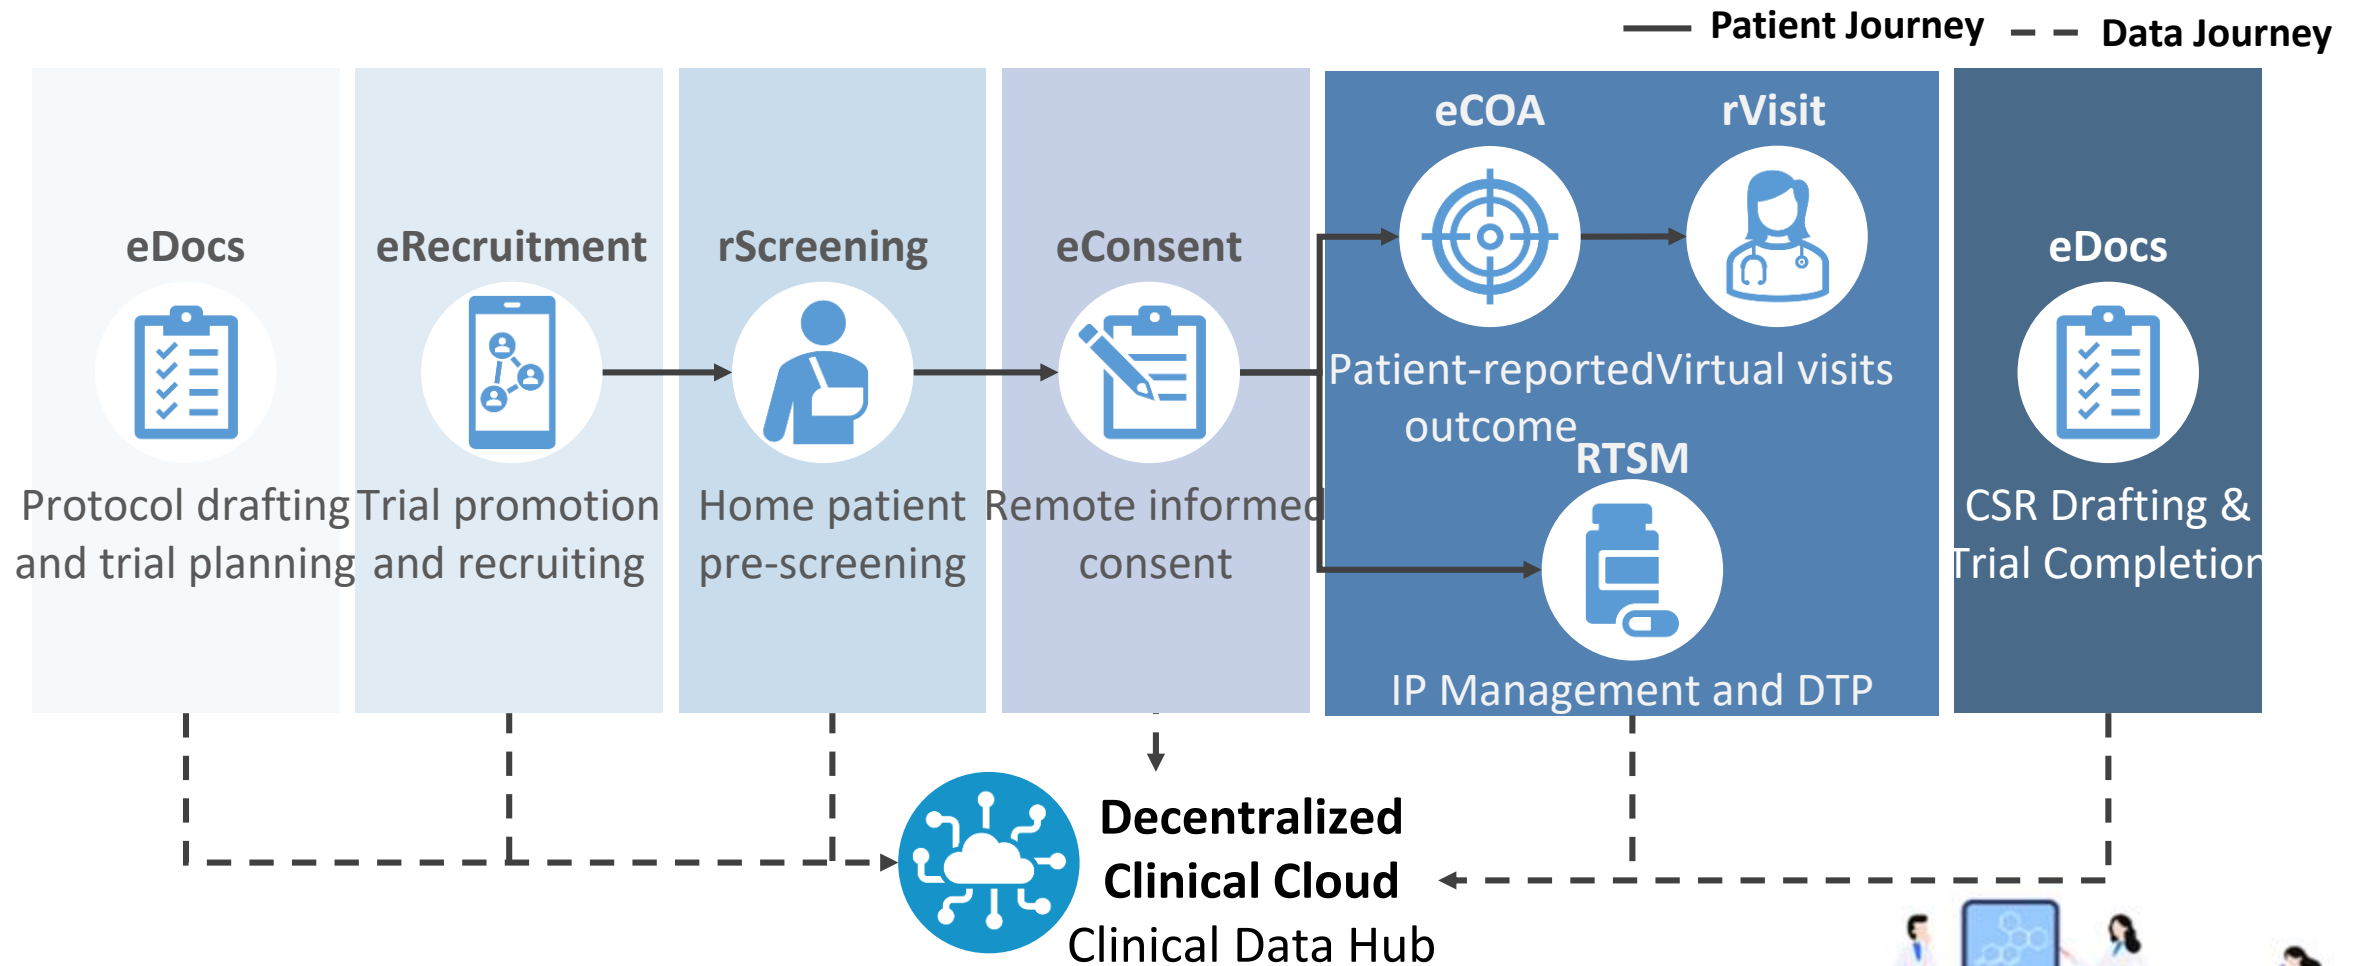 Patient Journey
Data Journey
eDocs
Protocol drafting
and trial planning
eRecruitment
Trial promotion
and recruiting
rScreening
Home patient
pre-screening
eConsent
Remote informed
consent
eCOA
Patient-reported
outcome
rVisit
Virtual visits
RTSM
IP Management and DTP
eDocs
CSR Drafting &
Trial Completion
Decentralized
Clinical Cloud
Clinical Data Hub